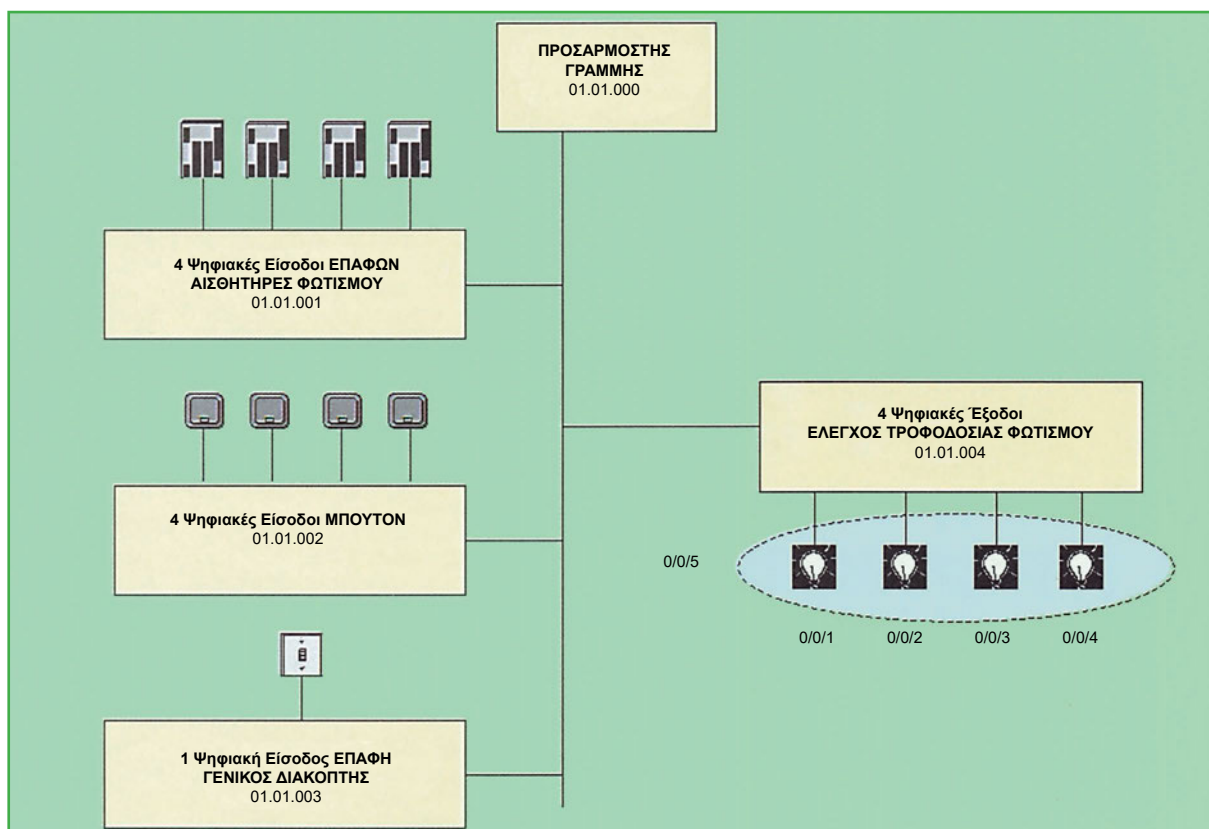 ΠΡΟΣΑΡΜΟΣΤΗΣ
ΓΡΑΜΜΗΣ
01.01.000
4 Ψηφιακές Είσοδοι ΕΠΑΦΩΝ
ΑΙΣΘΗΤΗΡΕΣ ΦΩΤΙΣΜΟΥ
01.01.001
4 Ψηφιακές Είσοδοι ΜΠΟΥΤΟΝ
01.01.002
1 Ψηφιακή Είσοδος ΕΠΑΦΗ
ΓΕΝΙΚΟΣ ΔΙΑΚΟΠΤΗΣ
01.01.003
4 Ψηφιακές Έξοδοι
ΕΛΕΓΧΟΣ ΤΡΟΦΟΔΟΣΙΑΣ ΦΩΤΙΣΜΟΥ
01.01.004
0/0/5
0/0/1 0/0/2 0/0/3 0/0/4